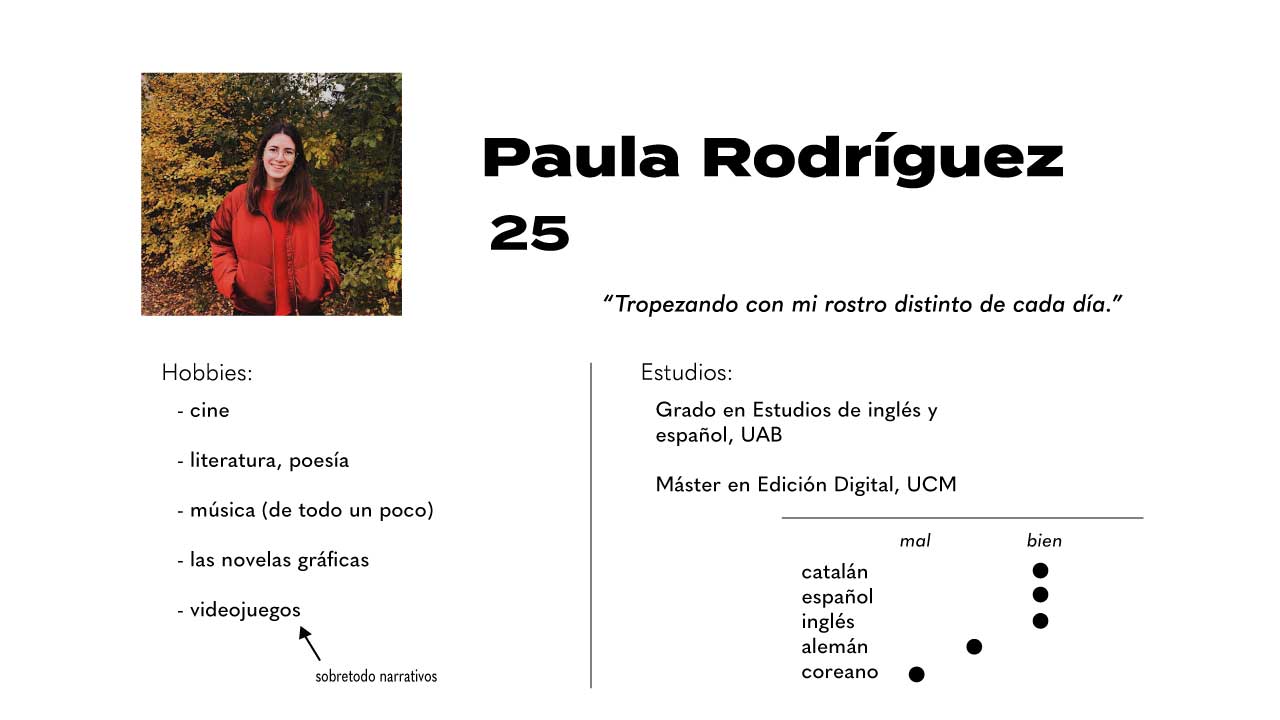 Paula Rodríguez
25
“Tropezando con mi rostro distinto de cada día.”
Hobbies:
- cine
- literatura, poesía
- música (de todo un poco)
- las novelas gráficas
- videojuegos
sobretodo narrativos
Estudios:
Grado en Estudios de inglés y
español, UAB
Máster en Edición Digital, UCM
mal bien
catalán
español
inglés
alemán
coreano